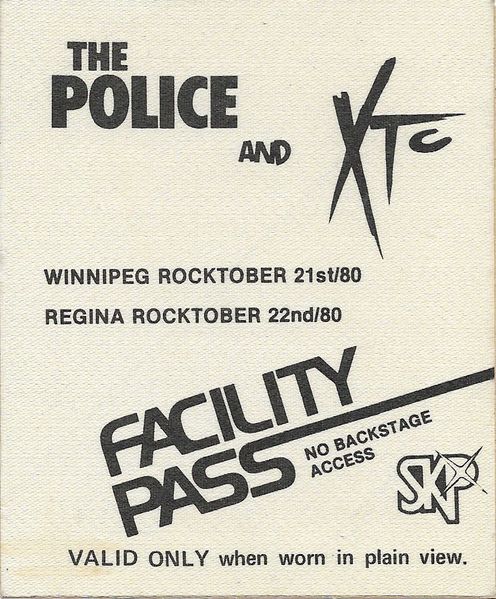 THE
POLICE
AND XTC
WINNIPEG ROCKTOBER 21st/80
REGINA ROCKTOBER 22nd/80
FACILITY
PASS
NO BACKSTAGE
ACCESS
SKP
VALID ONLY when worn in plain view.